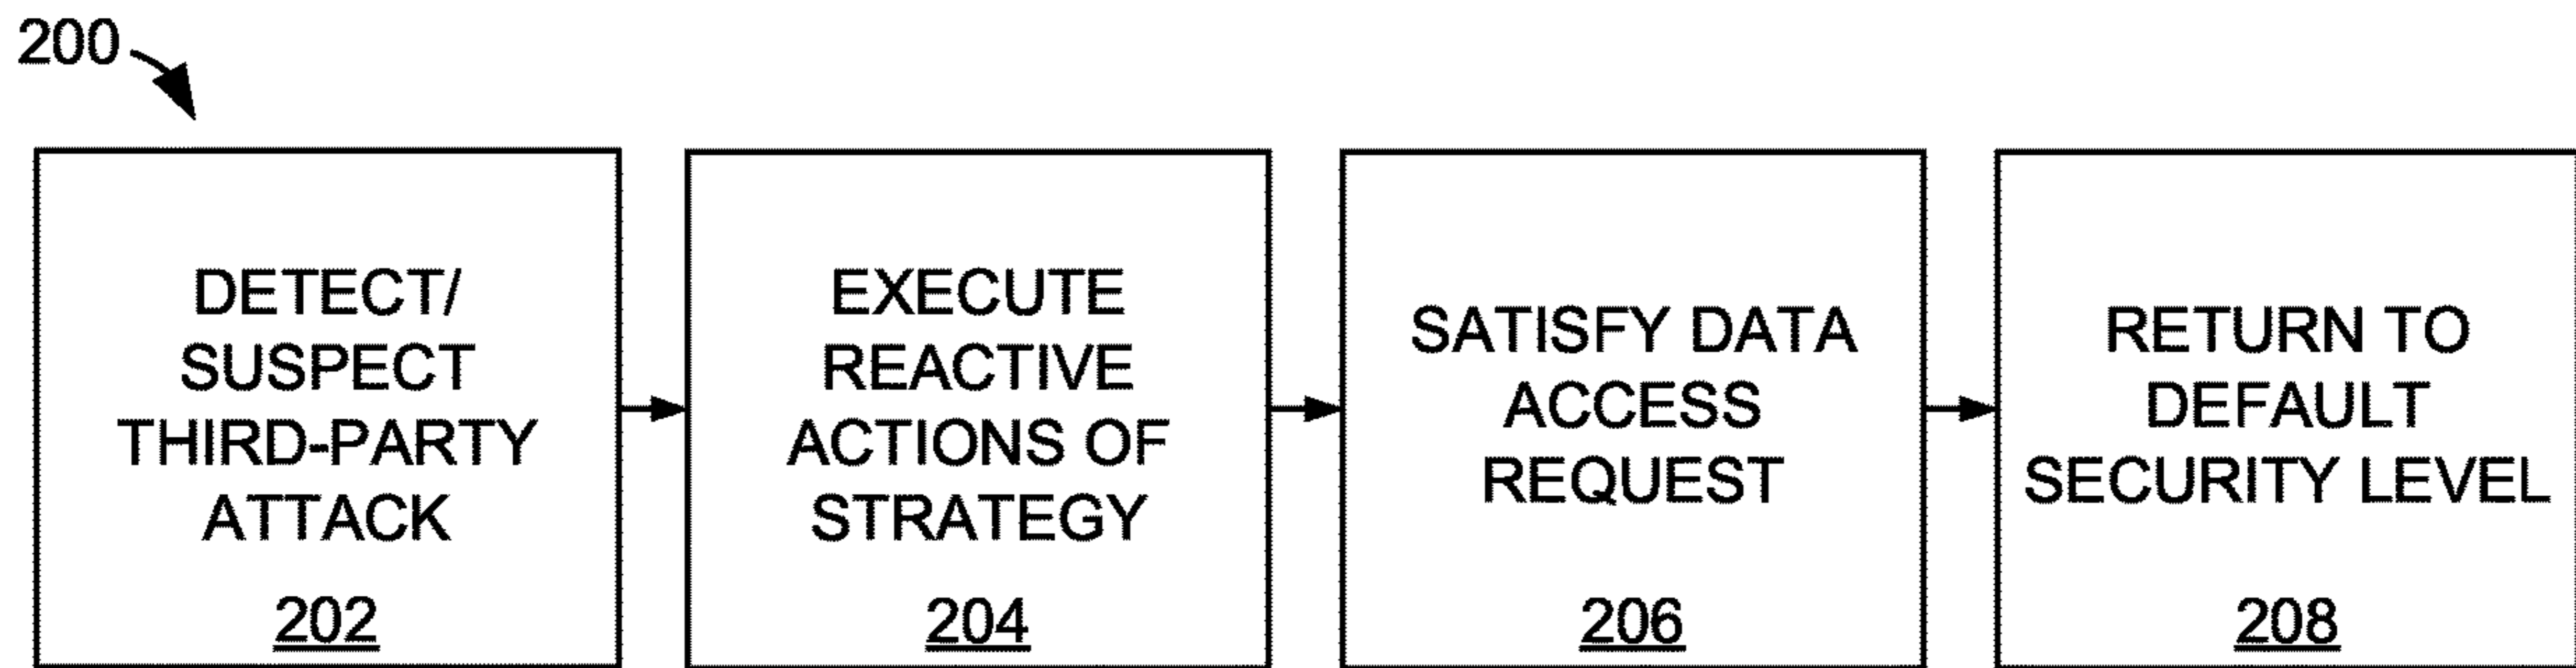 200
DETECT/
SUSPECT
THIRD-PARTY
ATTACK
202
EXECUTE
REACTIVE
ACTIONS OF
STRATEGY
204
SATISFY DATA
ACCESS
REQUEST
206
RETURN TO
DEFAULT
SECURITY LEVEL
208